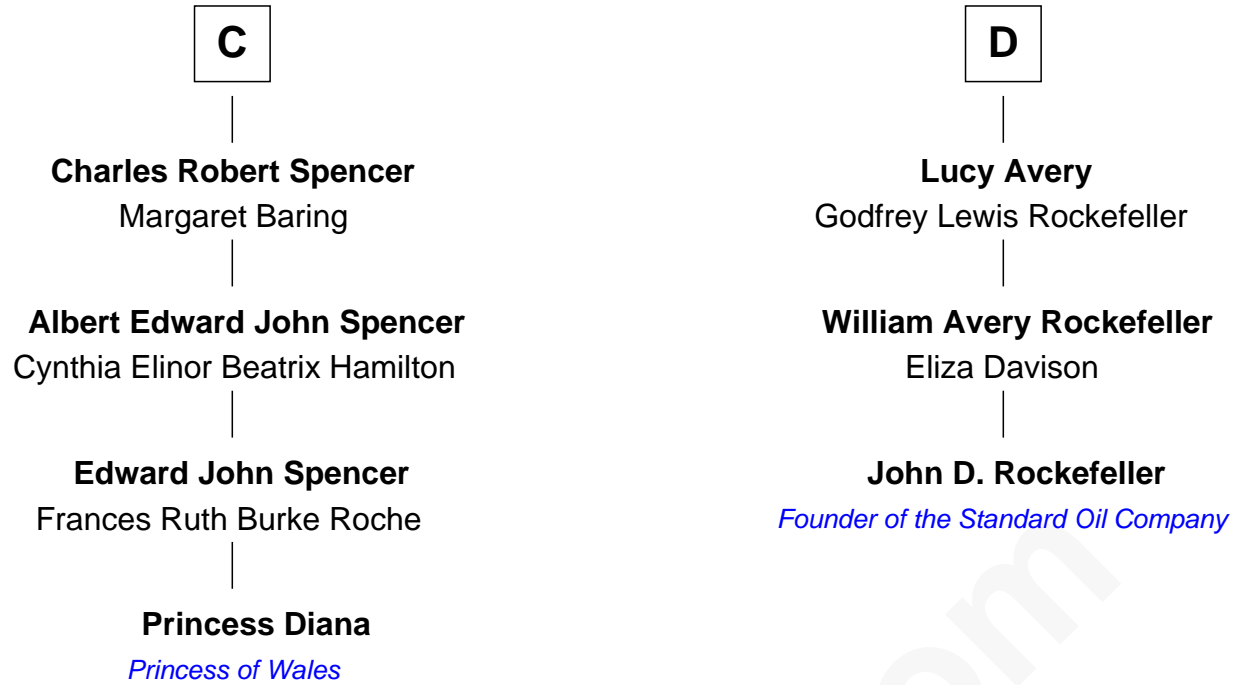 C
Charles Robert Spencer
Margaret Baring
Albert Edward John Spencer
Cynthia Elinor Beatrix Hamilton
Edward John Spencer
Frances Ruth Burke Roche
Princess Diana
Princess of Wales
D
Lucy Avery
Godfrey Lewis Rockefeller
William Avery Rockefeller
Eliza Davison
John D. Rockefeller
Founder of the Standard Oil Company
om